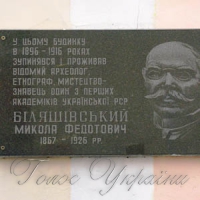 У ЦЬОМУ БУДИНКУ
В 1896 - 1916 РОКАХ
ЗУПИНЯВСЯ І ПРОЖИВАВ
ВІДОМИЙ АРХЕОЛОГ,
ЕТНОГРАФ, МИСТЕЦТВО-
ЗНАВЕЦЬ ОДИН З ПЕРШИХ
АКАДЕМІКІВ УКРАЇНСЬКОЇ РСР
БІЛЯШІВСЬКИЙ
МИКОЛА ФЕДОТОВИЧ
1867 - 1926 РР.
Голос України